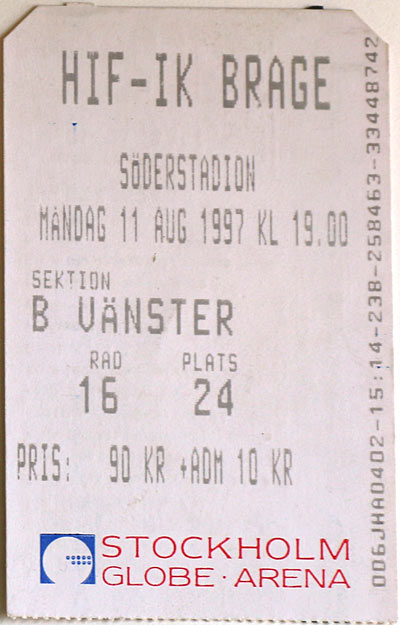 HIF-IK BRAGE
SÖDERSTADION
MÅNDAG 11 AUG 1997 KL 19.00
SEKTION
B VÄNSTER
RAD PLATS
16 24
PRIS: 90 KR +ADM 10 KR
STOCKHOLM
GLOBE·ARENA
006JHA0402-15:14-238-258463-33448742